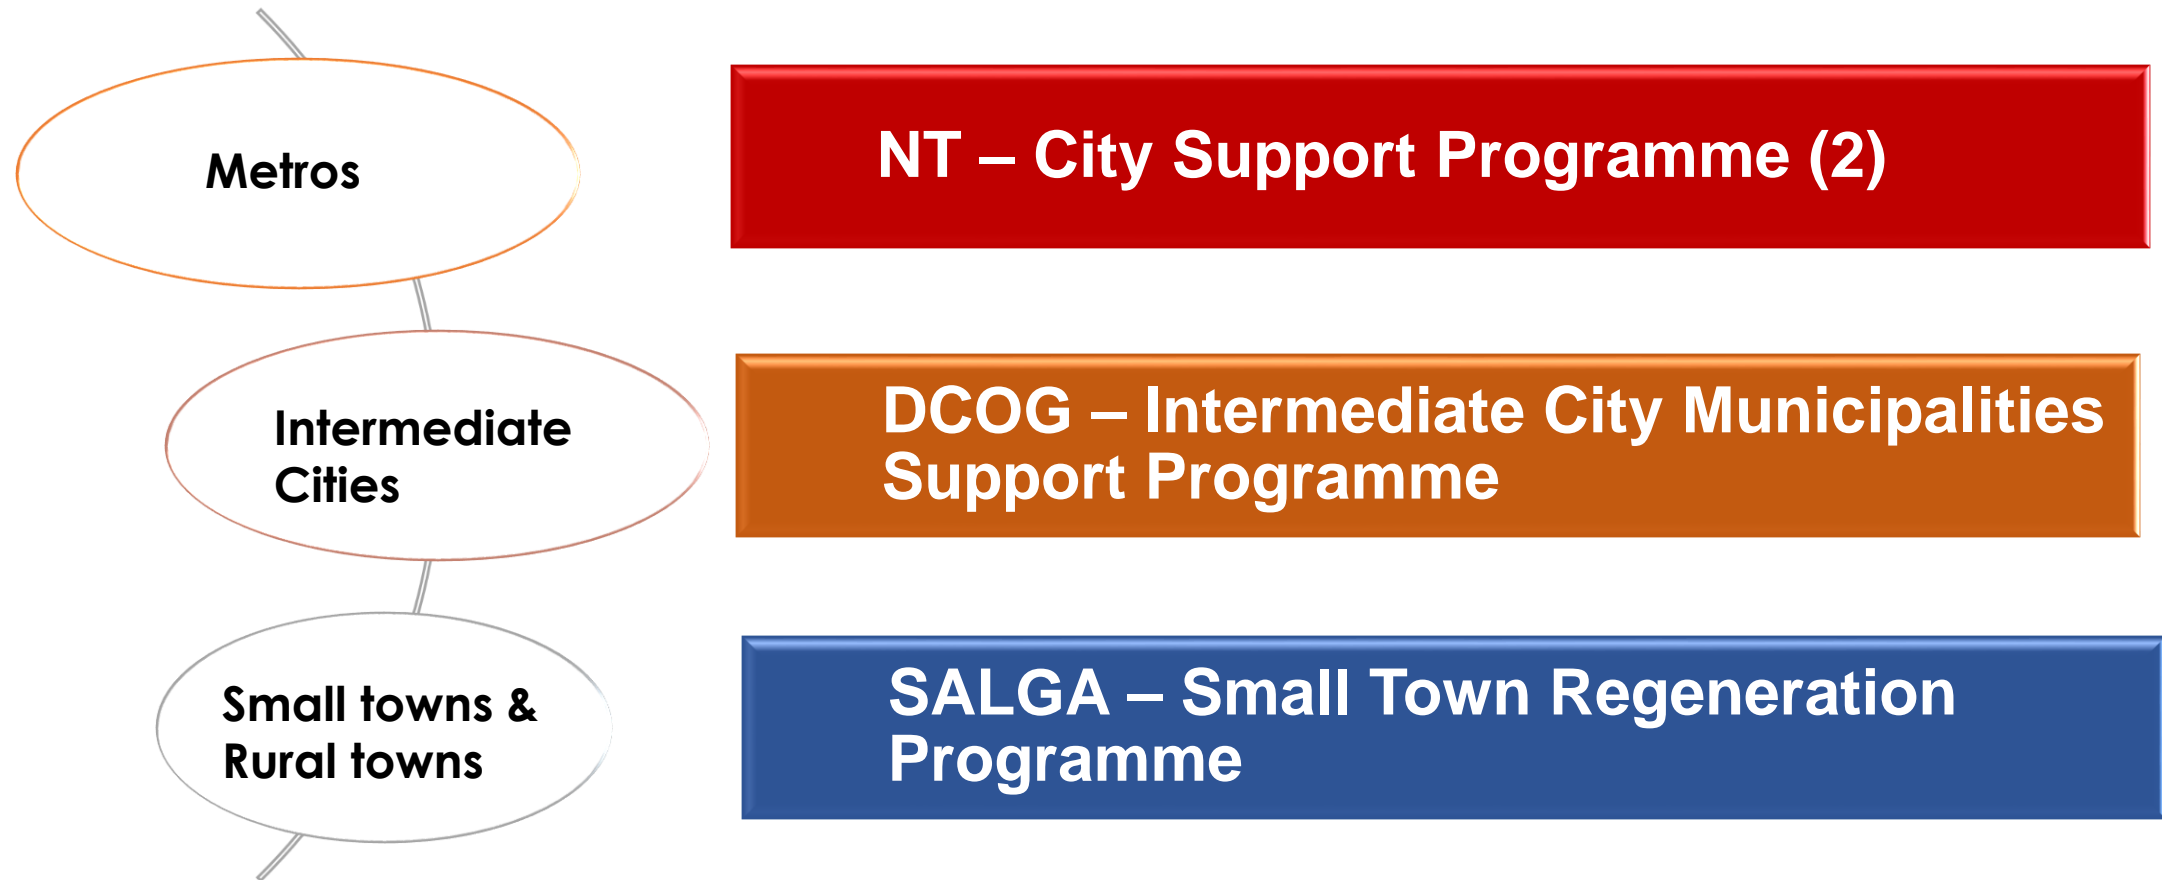 Metros
NT – City Support Programme (2)
Intermediate
Cities
DCOG – Intermediate City Municipalities
Support Programme
Small towns &
Rural towns
SALGA – Small Town Regeneration
Programme